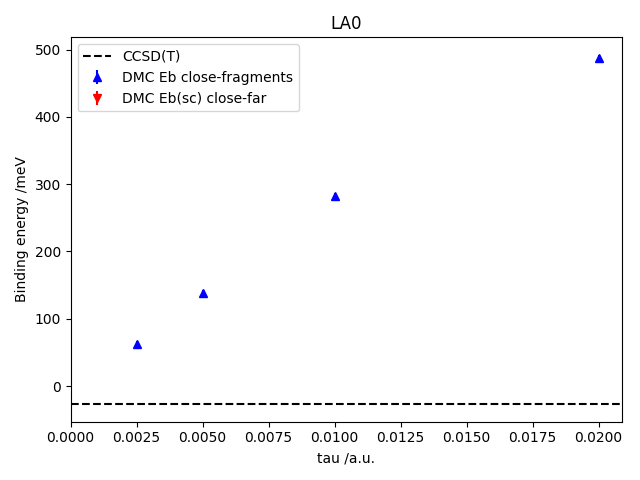 LA0
CCSD(T)
DMC Eb close-fragments
DMC Eb(sc) close-far
Binding energy /meV
500
400
300
200
100
0
0.0000 0.0025 0.0050 0.0075 0.0100 0.0125 0.0150 0.0175 0.0200
tau /a.u.